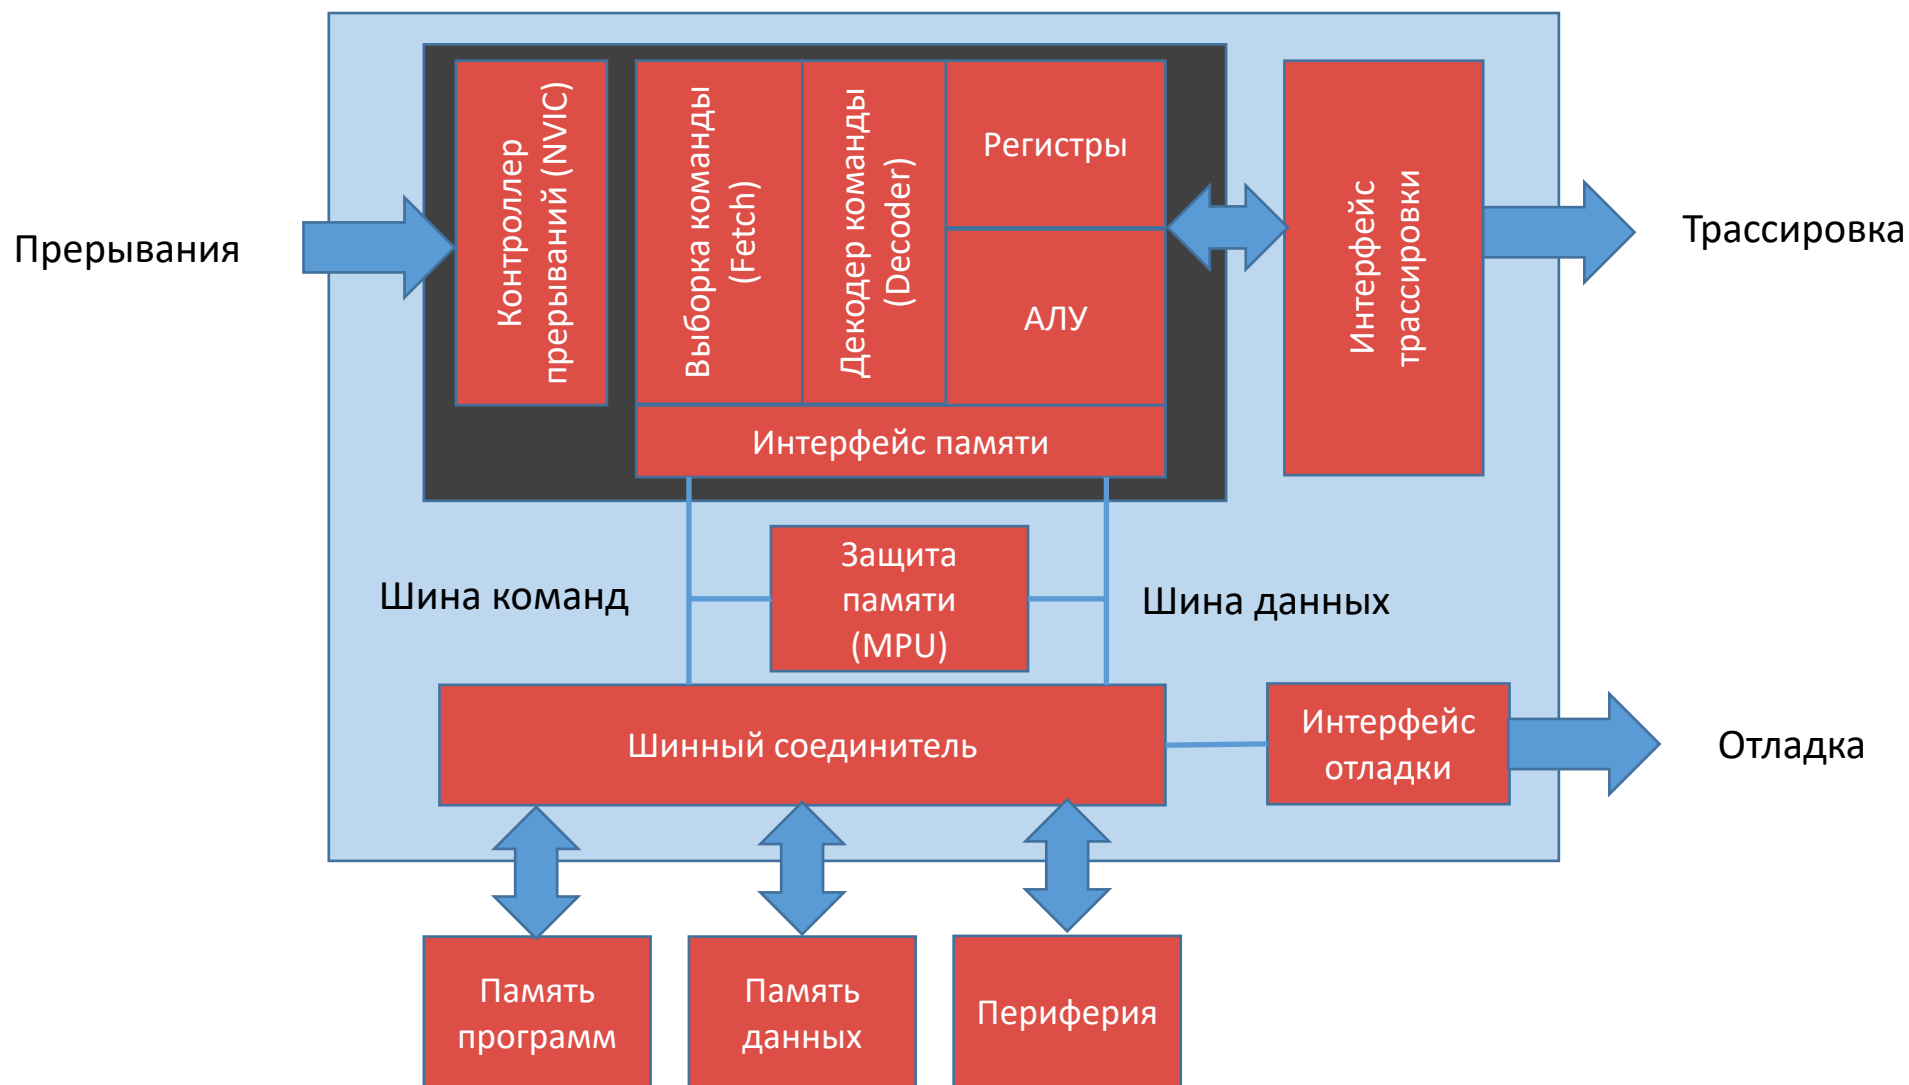 Прерывания
Контроллер
прерываний (NVIC)
Выборка команды
(Fetch)
Декодер команды
(Decoder)
Регистры
АЛУ
Интерфейс памяти
Интерфейс
трассировки
Трассировка
Шина команд
Защита
памяти
(MPU)
Шина данных
Шинный соединитель
Интерфейс
отладки
Отладка
Память
программ
Память
данных
Периферия